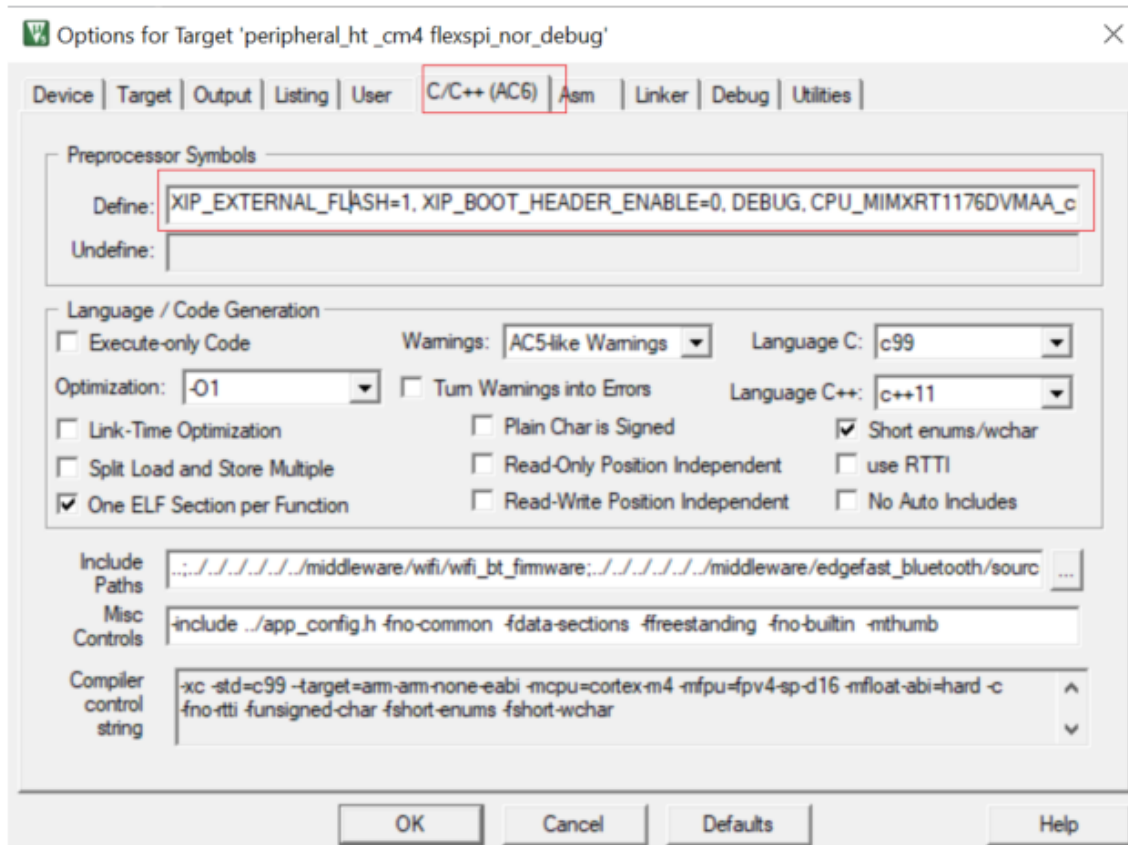 Options for Target 'peripheral_ht _cm4 flexspi_nor_debug'
Device Target Output Listing User C/C++ (AC6) Asm Linker Debug Utilities
Preprocessor Symbols
Define: XIP_EXTERNAL_FLASH=1, XIP_BOOT_HEADER_ENABLE=0, DEBUG, CPU_MIMXRT1176DVMAA_c
Undefine:
Language / Code Generation
Execute-only Code Warnings: AC5-like Warnings Language C: c99
Optimization: -O1 Turn Warnings into Errors Language C++: c++11
Link-Time Optimization Plain Char is Signed Short enums/wchar
Split Load and Store Multiple Read-Only Position Independent use RTTI
One ELF Section per Function Read-Write Position Independent No Auto Includes
Include Paths ..;../../../../../../middleware/wifi/wifi_bt_firmware;../../../../../../middleware/edgefast_bluetooth/sourc ...
Misc Controls -include ../app_config.h -fno-common -fdata-sections -ffreestanding -fno-builtin -mthumb
Compiler control string -xc -std=c99 --target=arm-arm-none-eabi -mcpu=cortex-m4 -mfpu=fpv4-sp-d16 -mfloat-abi=hard -c
-fno-rtti -funsigned-char -fshort-enums -fshort-wchar
OK Cancel Defaults Help